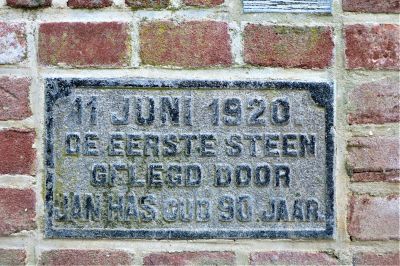 11 JUNI 1920.
DE EERSTE STEEN
GELEGD DOOR
JAN HAS OUD 90 JAAR.